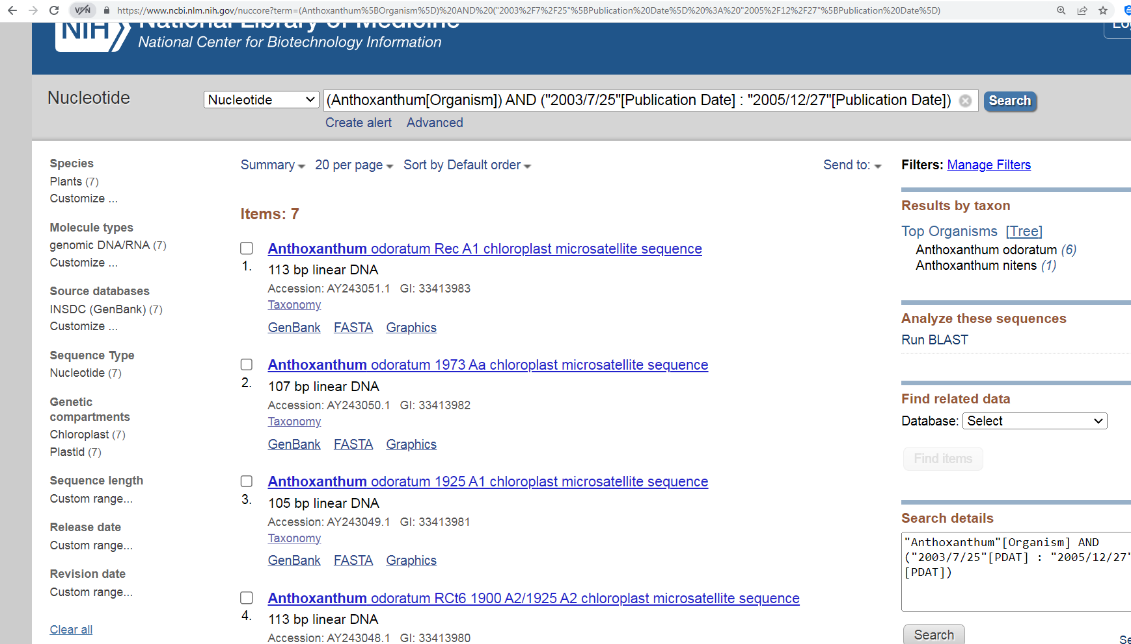 https://www.ncbi.nlm.nih.gov/nuccore?term=(Anthoxanthum%5BOrganism%5D)%20AND%20("2003%2F7%2F25"%5BPublication%20Date%5D%20%3A%20"2005%2F12%2F27"%5BPublication%20Date%5D)
NIH National Library of Medicine
National Center for Biotechnology Information
Nucleotide
Nucleotide
(Anthoxanthum[Organism]) AND ("2003/7/25"[Publication Date] : "2005/12/27"[Publication Date])
Search
Create alert Advanced
Species
Plants (7)
Customize ...
Molecule types
genomic DNA/RNA (7)
Customize ...
Source databases
INSDC (GenBank) (7)
Customize ...
Sequence Type
Nucleotide (7)
Genetic
compartments
Chloroplast (7)
Plastid (7)
Sequence length
Custom range...
Release date
Custom range...
Revision date
Custom range...
Clear all
Summary 20 per page Sort by Default order
Send to:
Items: 7
Anthoxanthum odoratum Rec A1 chloroplast microsatellite sequence
1.
113 bp linear DNA
Accession: AY243051.1 GI: 33413983
Taxonomy
GenBank FASTA Graphics
Anthoxanthum odoratum 1973 Aa chloroplast microsatellite sequence
2.
107 bp linear DNA
Accession: AY243050.1 GI: 33413982
Taxonomy
GenBank FASTA Graphics
Anthoxanthum odoratum 1925 A1 chloroplast microsatellite sequence
3.
105 bp linear DNA
Accession: AY243049.1 GI: 33413981
Taxonomy
GenBank FASTA Graphics
Anthoxanthum odoratum RCt6 1900 A2/1925 A2 chloroplast microsatellite sequence
4.
113 bp linear DNA
Accession: AY243048.1 GI: 33413980
Filters: Manage Filters
Results by taxon
Top Organisms [Tree]
Anthoxanthum odoratum (6)
Anthoxanthum nitens (1)
Analyze these sequences
Run BLAST
Find related data
Database: Select
Find items
Search details
"Anthoxanthum"[Organism] AND
("2003/7/25"[PDAT] : "2005/12/27"
[PDAT])
Search